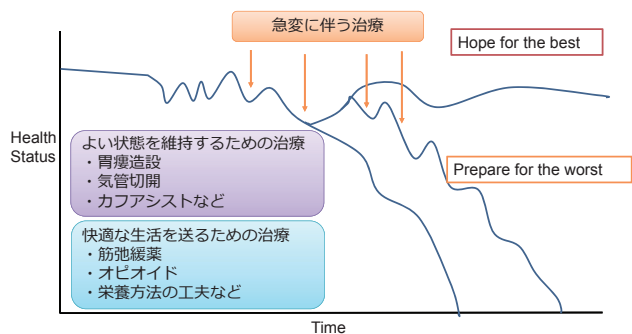 急変に伴う治療
Hope for the best
Health
Status
よい状態を維持するための治療
・胃瘻造設
・気管切開
・カフアシストなど
Prepare for the worst
快適な生活を送るための治療
・筋弛緩薬
・オピオイド
・栄養方法の工夫など
Time